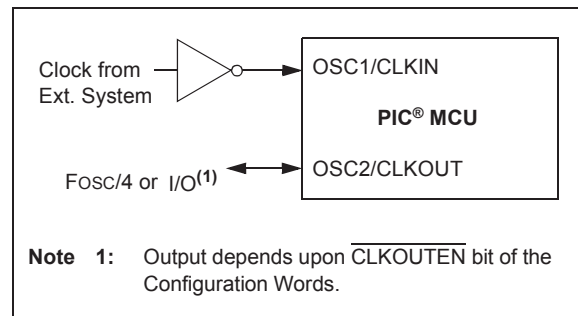 Clock from
Ext. System
OSC1/CLKIN
PIC® MCU
OSC2/CLKOUT
FOSC/4 or I/O(1)
Note 1: Output depends upon CLKOUTEN bit of the
Configuration Words.